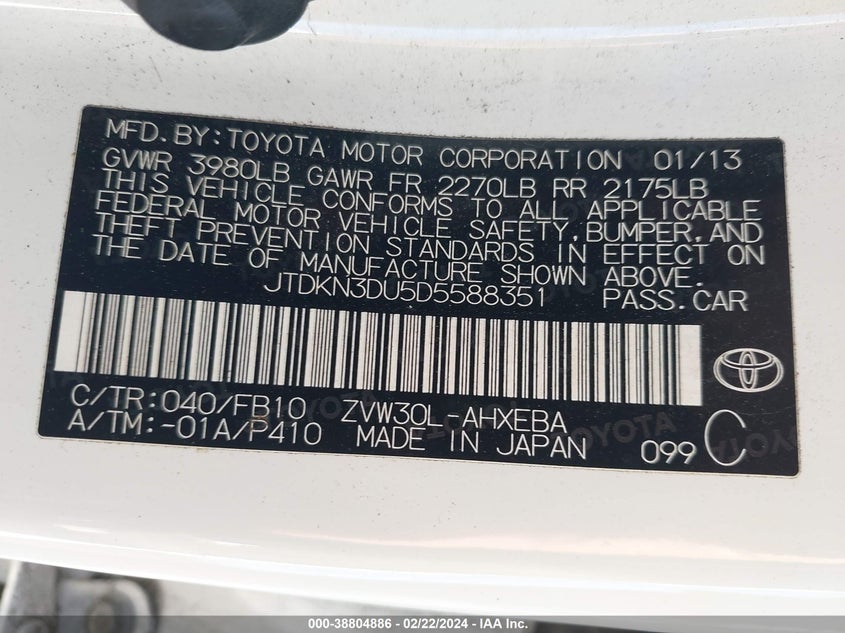 MFD. BY: TOYOTA MOTOR CORPORATION 01/13
GVWR 3980LB GAWR FR 2270LB RR 2175LB
THIS VEHICLE CONFORMS TO ALL APPLICABLE
FEDERAL MOTOR VEHICLE SAFETY, BUMPER, AND
THEFT PREVENTION STANDARDS IN EFFECT ON
THE DATE OF MANUFACTURE SHOWN ABOVE.
JTDKN3DU5D5588351 PASS. CAR
C/TR: 040/FB10 ZVW30L-AHXEBA
A/TM: -01A/P410 MADE IN JAPAN 099 C
000-38804886 - 02/22/2024 - IAA Inc.